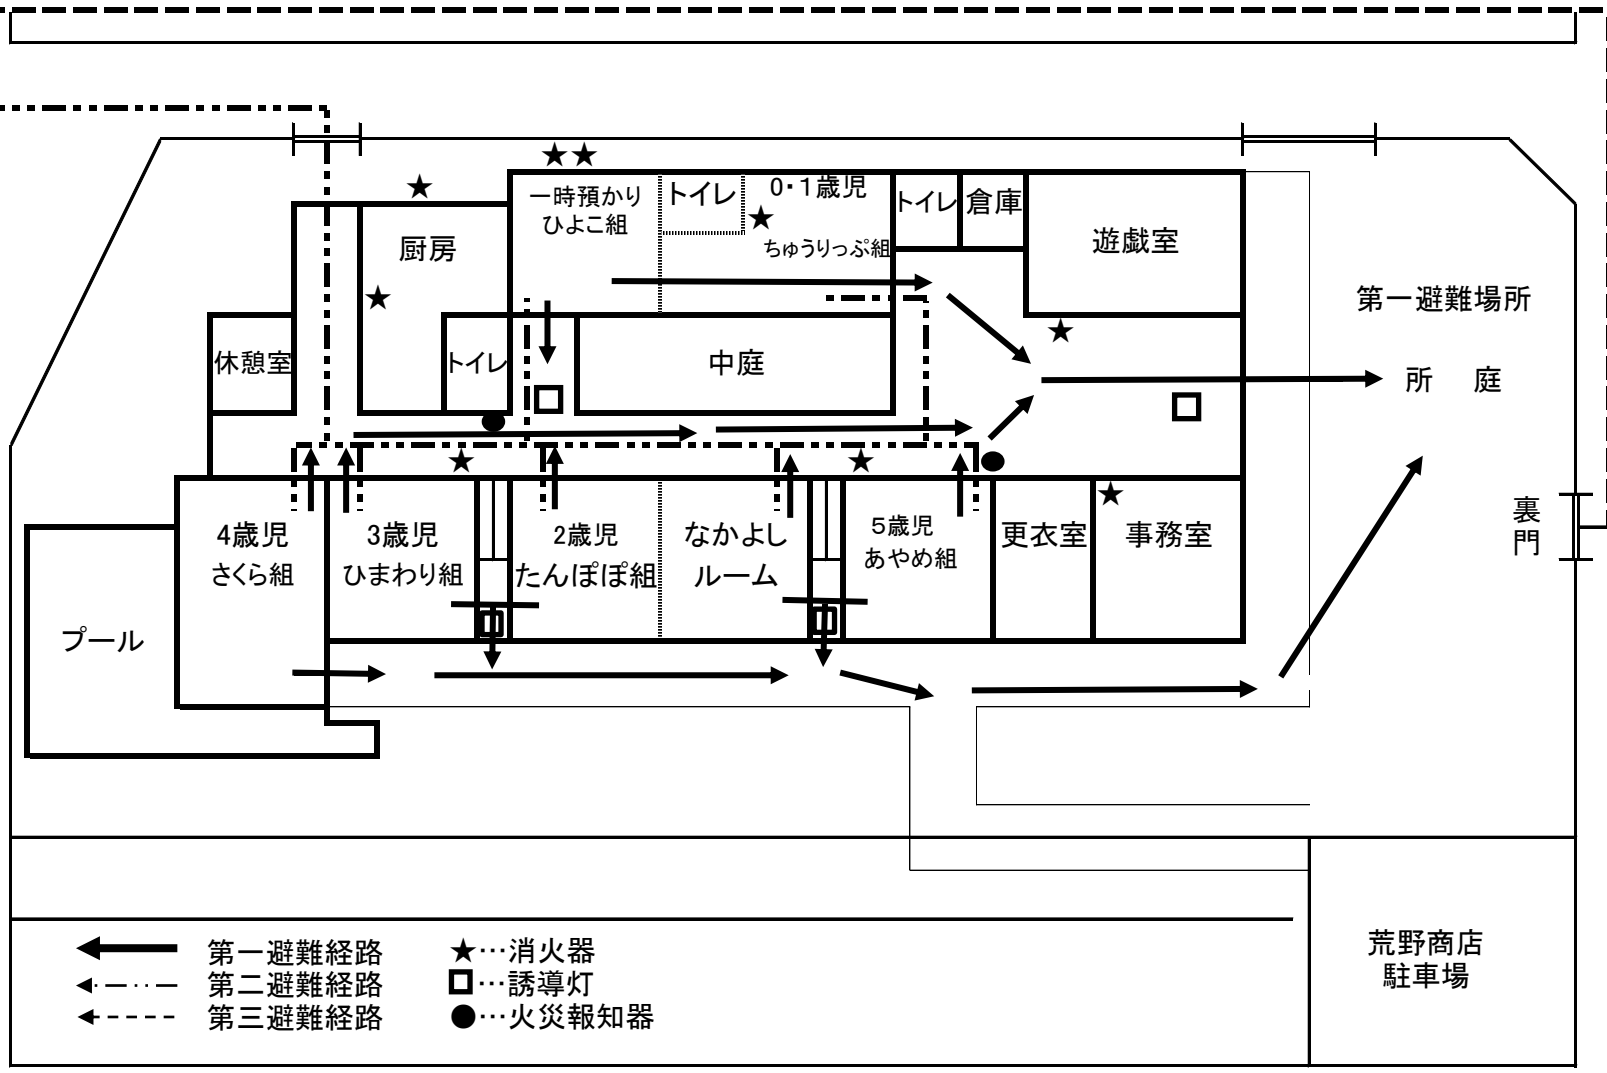 一時預かり
ひよこ組
トイレ
0・1歳児
ちゅうりっぷ組
トイレ
倉庫
遊戯室
厨房
第一避難場所
所 庭
休憩室
トイレ
中庭
4歳児
さくら組
3歳児
ひまわり組
2歳児
たんぽぽ組
なかよし
ルーム
5歳児
あやめ組
更衣室
事務室
裏門
プール
第一避難経路
第二避難経路
第三避難経路
★…消火器
□…誘導灯
●…火災報知器
荒野商店
駐車場